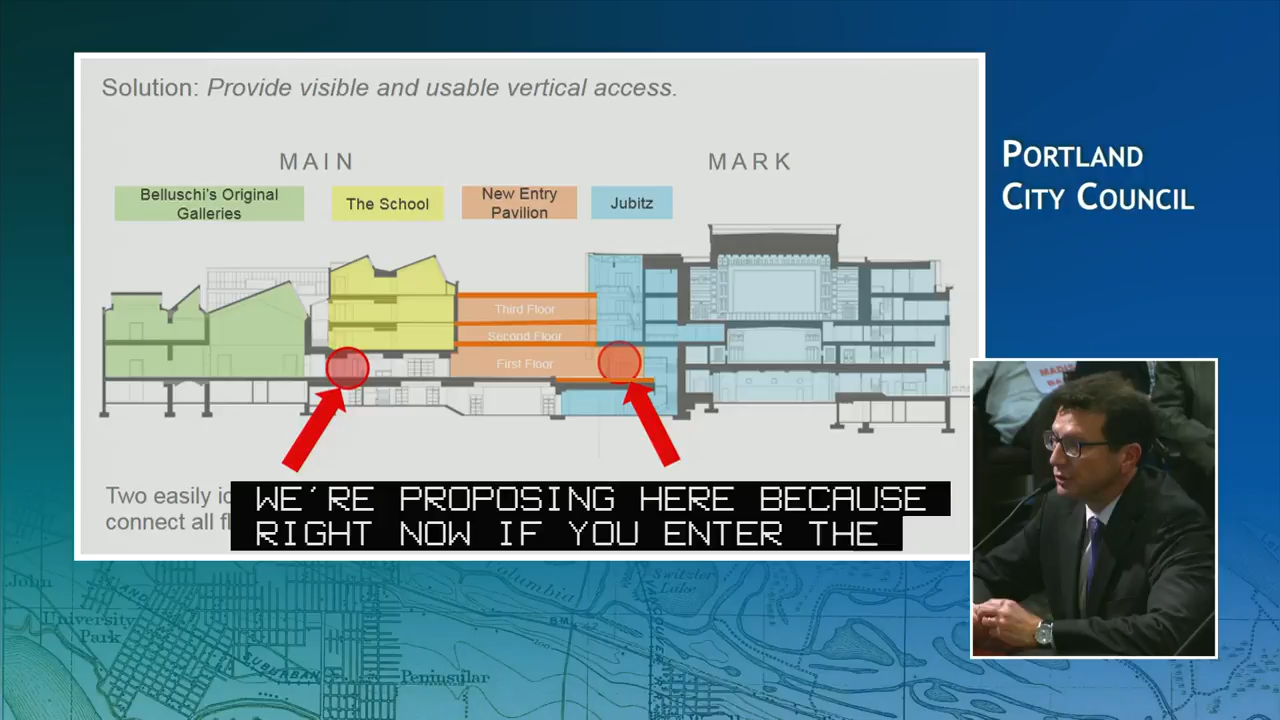 Solution: Provide visible and usable vertical access.
MAIN
MARK
Belluschi's Original
Galleries
The School
New Entry
Pavilion
Jubitz
Third Floor
Second Floor
First Floor
Two easily
connect all
WE'RE PROPOSING HERE BECAUSE
RIGHT NOW IF YOU ENTER THE
PORTLAND
CITY COUNCIL
John
University
Park
SUBURBAN
Peninsular
Columbia
Switzler
Lake